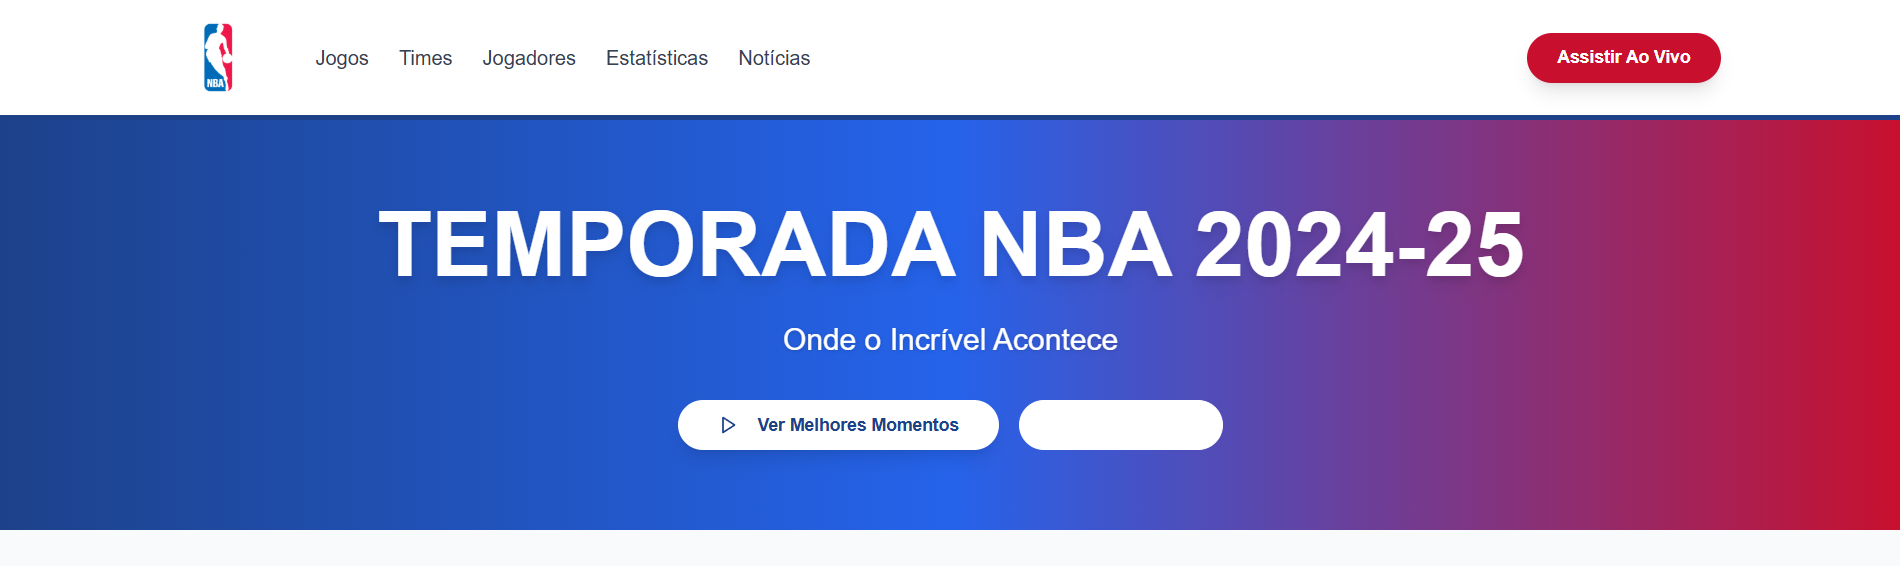 NBA
Jogos Times Jogadores Estatísticas Notícias
Assistir Ao Vivo
TEMPORADA NBA 2024-25
Onde o Incrível Acontece
Ver Melhores Momentos